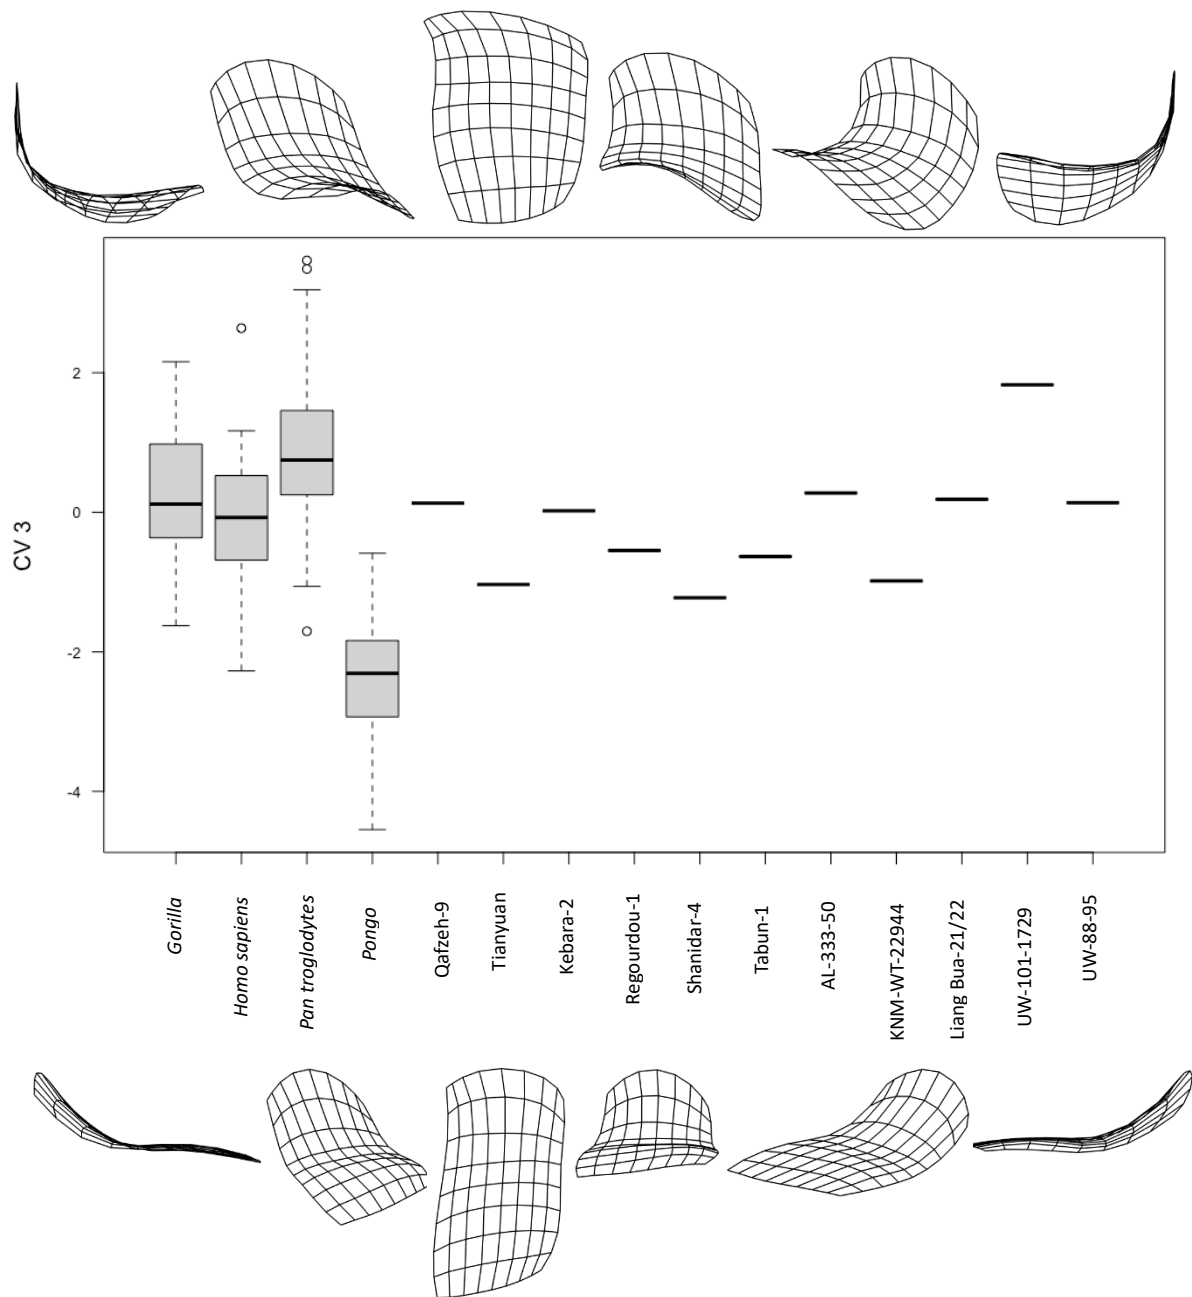 2
0
-2
-4
CV 3
Gorilla
Homo sapiens
Pan troglodytes
Pongo
Qafzeh-9
Tianyuan
Kebara-2
Regourdou-1
Shanidar-4
Tabun-1
AL-333-50
KNM-WT-22944
Liang Bua-21/22
UW-101-1729
UW-88-95